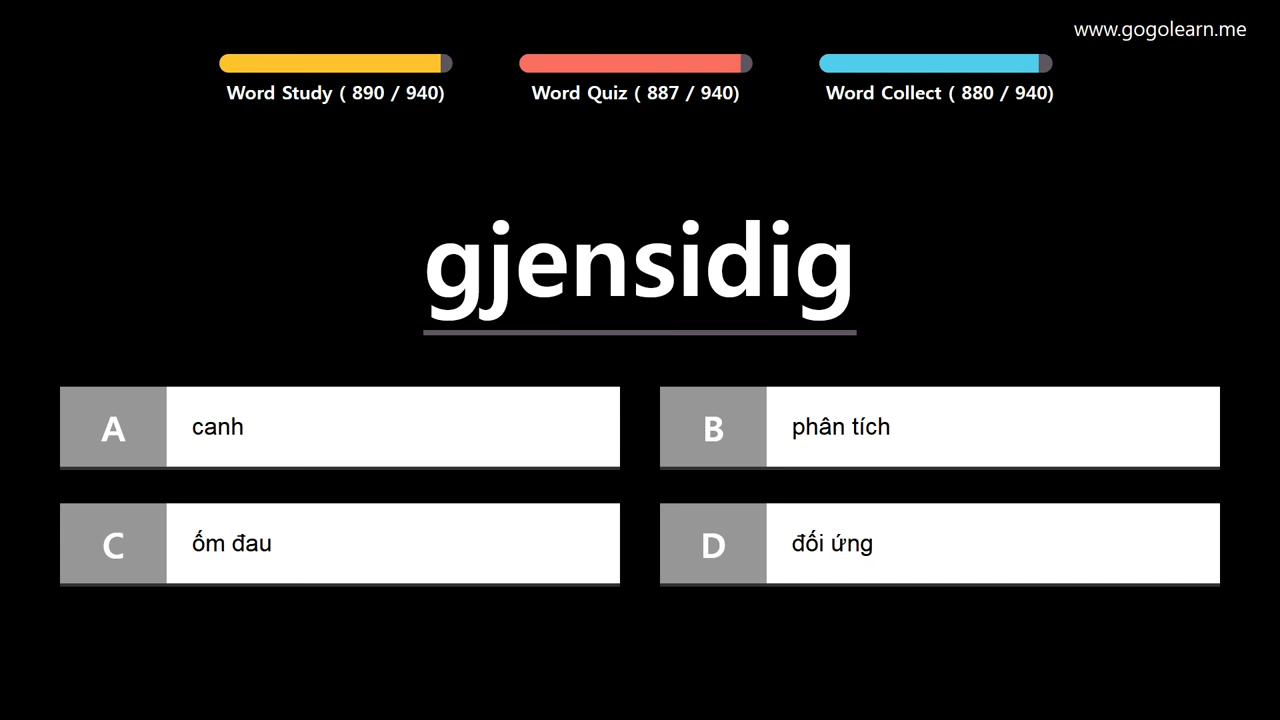 www.gogolearn.me
Word Study ( 890 / 940)
Word Quiz ( 887 / 940)
Word Collect ( 880 / 940)
gjensidig
A
canh
B
phân tích
C
ốm đau
D
đối ứng